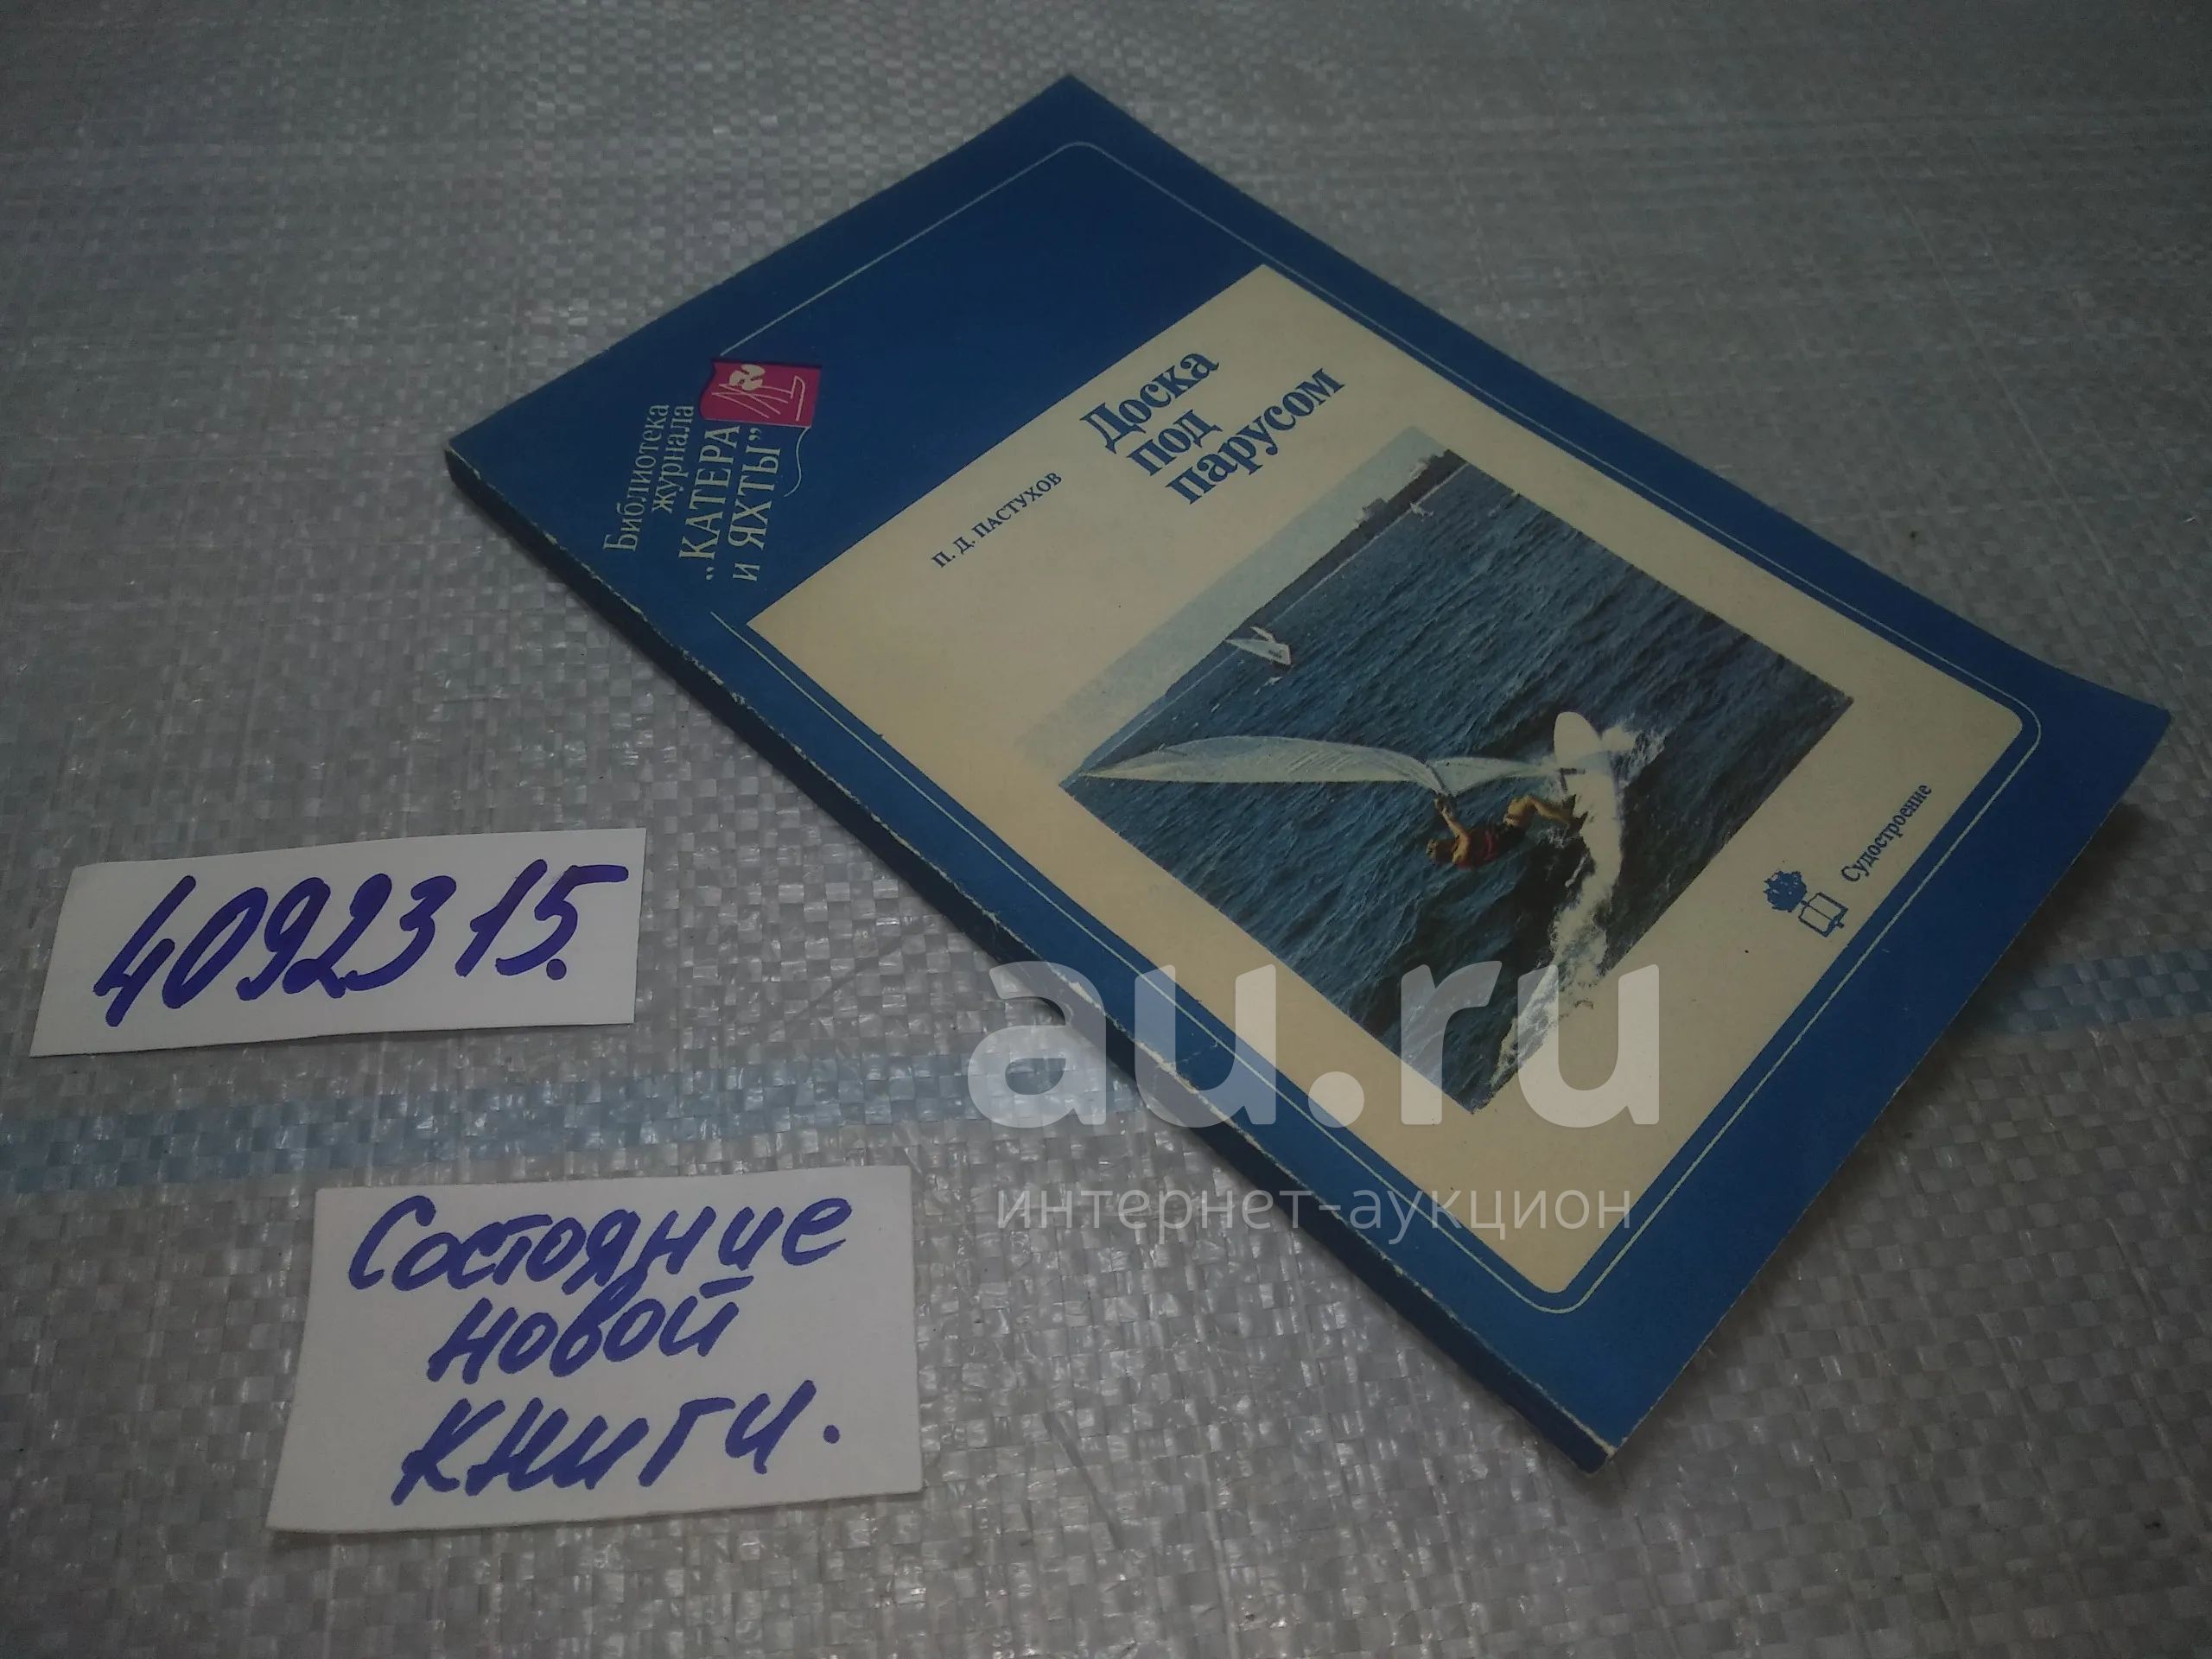 Библиотека
журнала
„КАТЕРА
и ЯХТЫ”
П. Д. ПАСТУХОВ
Доска
под
парусом
Судостроение
4092315.
Состояние
новой
книги.
au.ru
интернет-аукцион